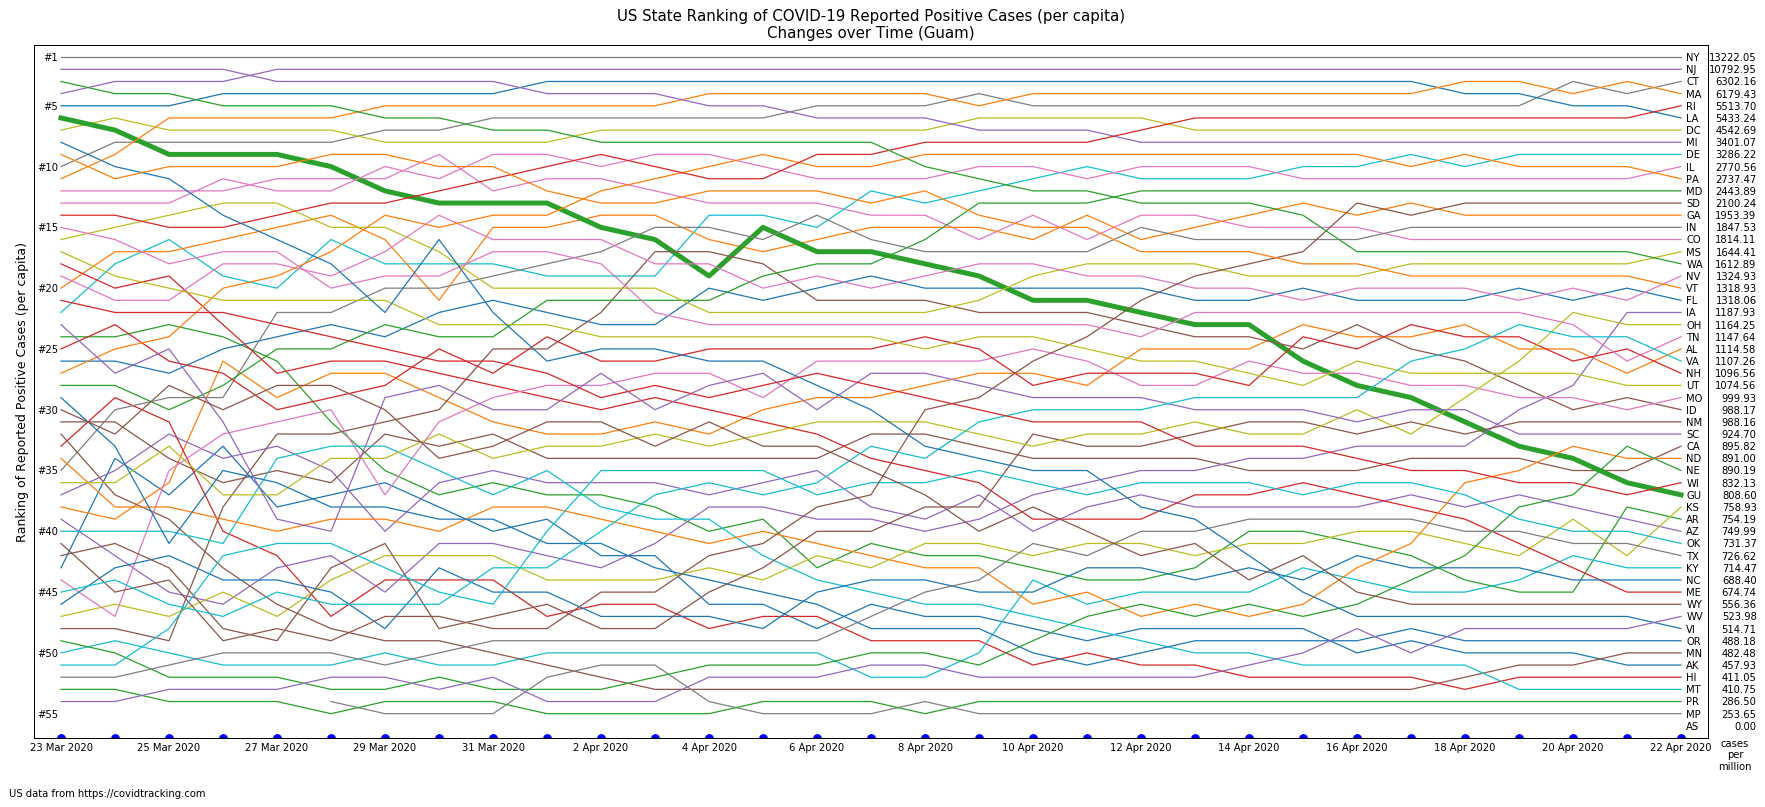 US State Ranking of COVID-19 Reported Positive Cases (per capita)
Changes over Time (Guam)
Ranking of Reported Positive Cases (per capita)
#1
#5
#10
#15
#20
#25
#30
#35
#40
#45
#50
#55
NY 13222.05
NJ 10792.95
CT 6302.16
MA 6179.43
RI 5513.70
LA 5433.24
DC 4542.69
MI 3401.07
DE 3286.22
IL 2770.56
PA 2737.47
MD 2443.89
SD 2100.24
GA 1953.39
IN 1847.53
CO 1814.11
MS 1644.41
WA 1612.89
NV 1324.93
VT 1318.93
FL 1318.06
IA 1187.93
OH 1164.25
TN 1147.64
AL 1114.58
VA 1107.26
NH 1096.56
UT 1074.56
MO 999.93
ID 988.17
NM 988.16
SC 924.70
CA 895.82
ND 891.00
NE 890.19
WI 832.13
GU 808.60
KS 758.93
AR 754.19
AZ 749.99
OK 731.37
TX 726.62
KY 714.47
NC 688.40
ME 674.74
WY 556.36
WV 523.98
VI 514.71
OR 488.18
MN 482.48
AK 457.93
HI 411.05
MT 410.75
PR 286.50
MP 253.65
AS 0.00
23 Mar 2020 25 Mar 2020 27 Mar 2020 29 Mar 2020 31 Mar 2020 2 Apr 2020 4 Apr 2020 6 Apr 2020 8 Apr 2020 10 Apr 2020 12 Apr 2020 14 Apr 2020 16 Apr 2020 18 Apr 2020 20 Apr 2020 22 Apr 2020
cases
per
million
US data from https://covidtracking.com